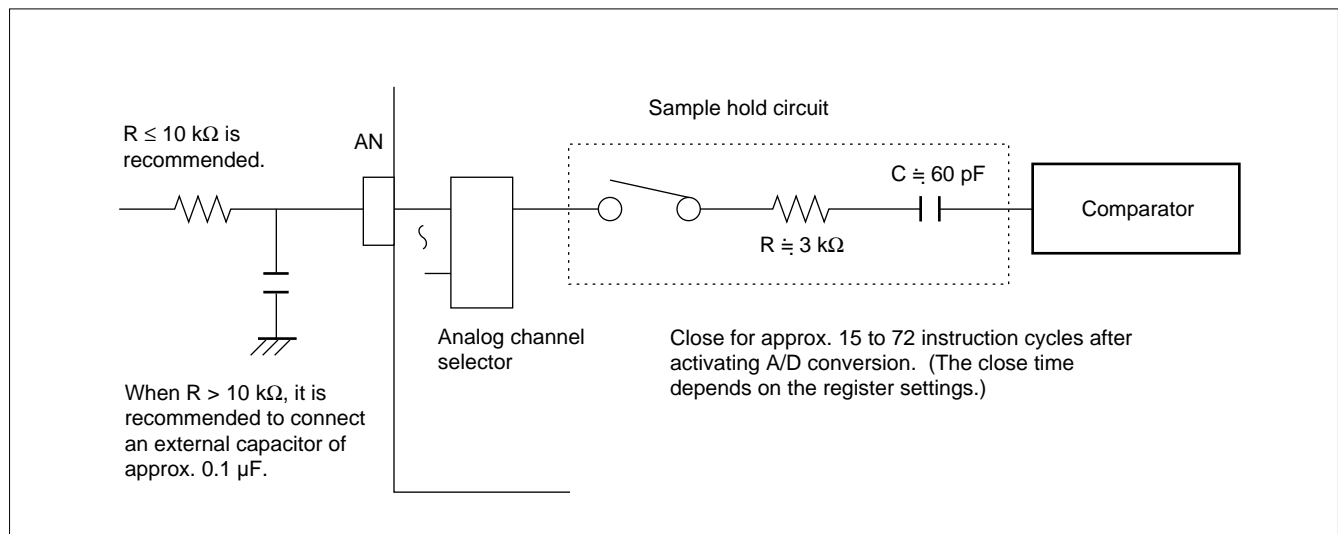 Sample hold circuit
R ≤ 10 kΩ is
recommended.
AN
C ≒ 60 pF
Comparator
R ≒ 3 kΩ
Analog channel
selector
Close for approx. 15 to 72 instruction cycles after
activating A/D conversion.  (The close time
depends on the register settings.)
When R > 10 kΩ, it is
recommended to connect
an external capacitor of
approx. 0.1 µF.